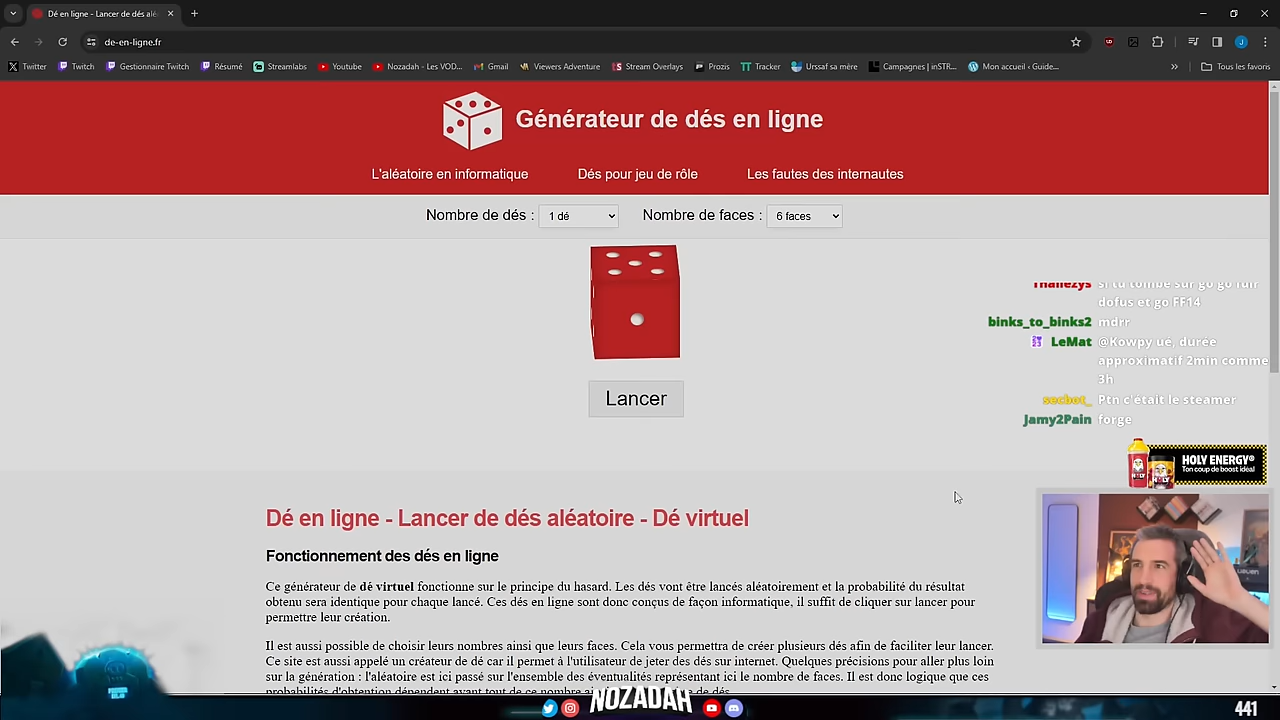 Dé en ligne - Lancer de dés alé
de-en-ligne.fr
Twitter
Twitch
Gestionnaire Twitch
Résumé
Streamlabs
Youtube
Nozadah - Les VOD...
Gmail
Viewers Adventure
Stream Overlays
Prozis
Tracker
Urssaf sa mère
Campagnes | inSTR...
Mon accueil ‹ Guide...
»
Tous les favoris
Générateur de dés en ligne
L'aléatoire en informatique
Dés pour jeu de rôle
Les fautes des internautes
Nombre de dés : 1 dé
Nombre de faces : 6 faces
Lancer
si tu tombe sur go go fuir
dofus et go FF14
binks_to_binks2 mdrr
LeMat @Kowpy ué, durée
approximatif 2min comme
3h
secbot_ Ptn c'était le steamer
Jamy2Pain forge
HOLY ENERGY®
Ton coup de boost idéal
Dé en ligne - Lancer de dés aléatoire - Dé virtuel
Fonctionnement des dés en ligne
Ce générateur de dé virtuel fonctionne sur le principe du hasard. Les dés vont être lancés aléatoirement et la probabilité du résultat
obtenu sera identique pour chaque lancé. Ces dés en ligne sont donc conçus de façon informatique, il suffit de cliquer sur lancer pour
permettre leur création.
Il est aussi possible de choisir leurs nombres ainsi que leurs faces. Cela vous permettra de créer plusieurs dés afin de faciliter leur lancer.
Ce site est aussi appelé un créateur de dé car il permet à l'utilisateur de jeter des dés sur internet. Quelques précisions pour aller plus loin
sur la génération : l'aléatoire est ici passé sur l'ensemble des éventualités représentant ici le nombre de faces. Il est donc logique que ces
probabilités d'obtention dépendent avant tout de ce nombre
de dés.
NOZADAH
441